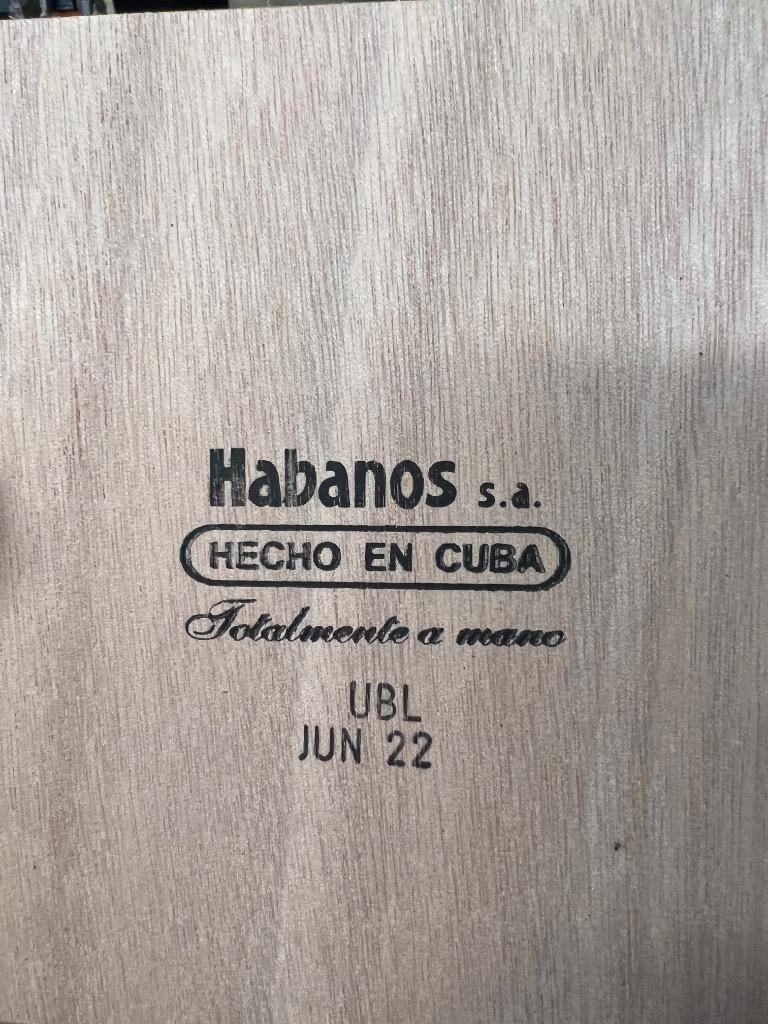 Habanos s.a.
HECHO EN CUBA
Totalmente a mano
UBL
JUN 22